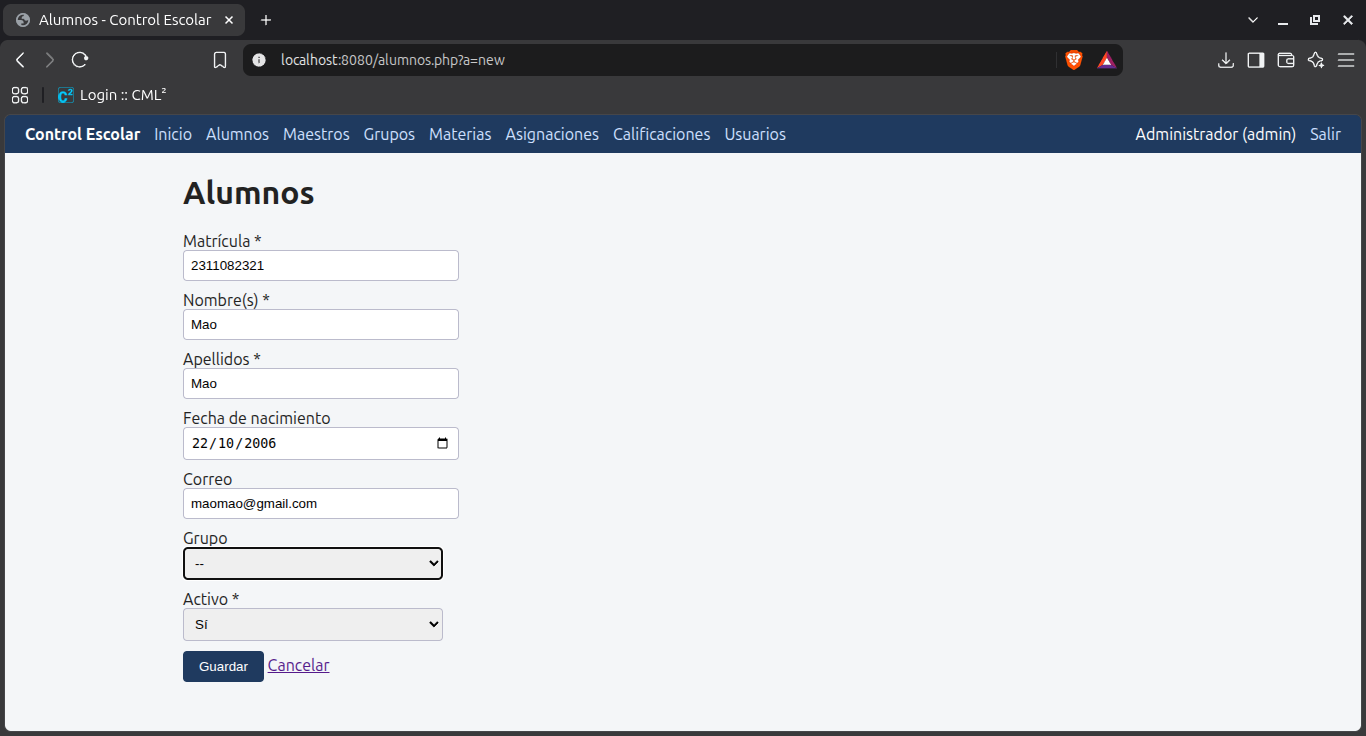 Alumnos - Control Escolar
localhost:8080/alumnos.php?a=new
Login :: CML²
Control Escolar Inicio Alumnos Maestros Grupos Materias Asignaciones Calificaciones Usuarios Administrador (admin) Salir
Alumnos
Matrícula *
2311082321
Nombre(s) *
Mao
Apellidos *
Mao
Fecha de nacimiento
22/10/2006
Correo
maomao@gmail.com
Grupo
--
Activo *
Sí
Guardar Cancelar